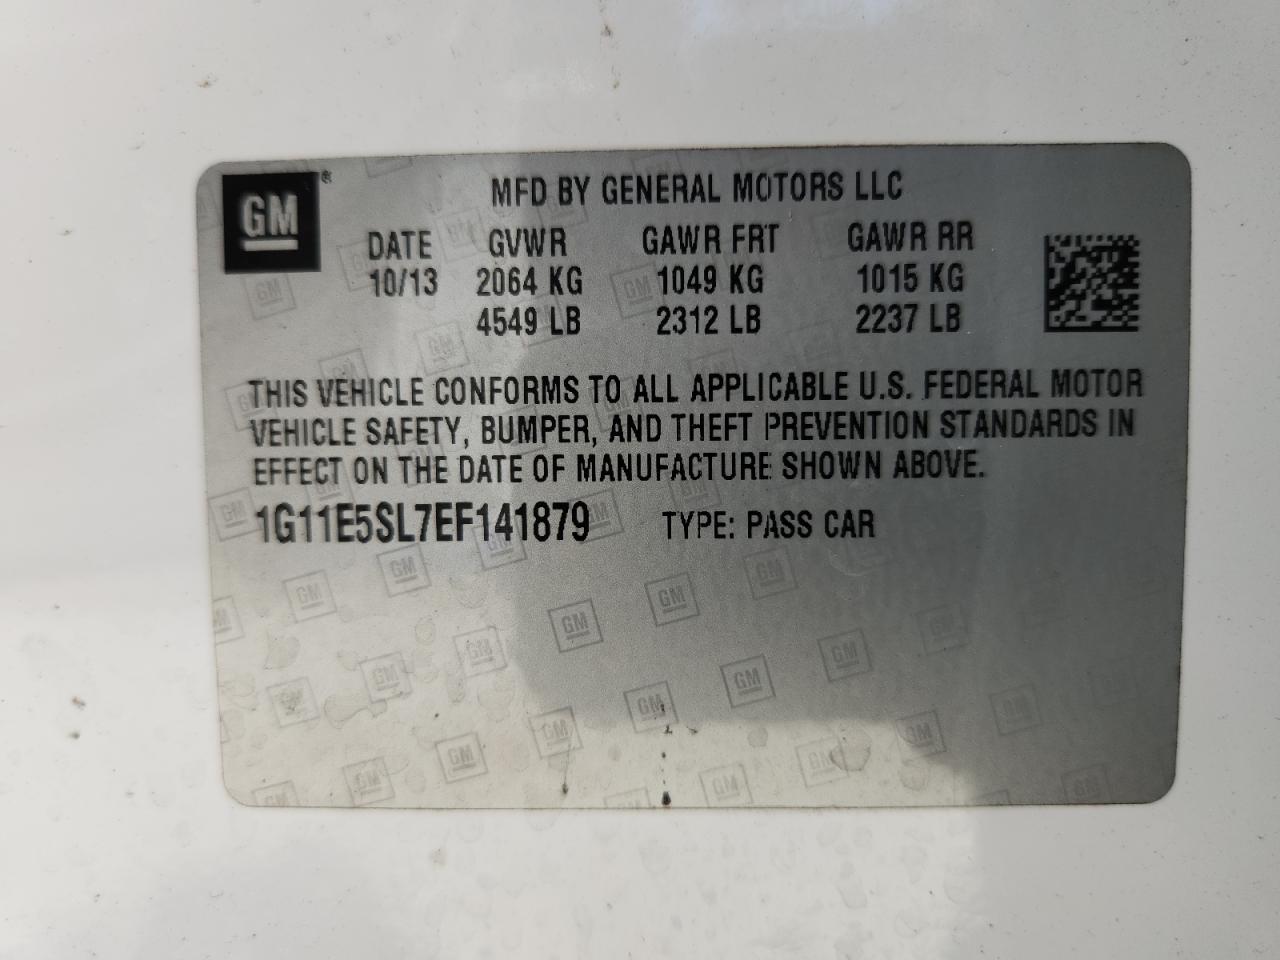 GM®
MFD BY GENERAL MOTORS LLC
DATE GVWR GAWR FRT GAWR RR
10/13 2064 KG 1049 KG 1015 KG
4549 LB 2312 LB 2237 LB
THIS VEHICLE CONFORMS TO ALL APPLICABLE U.S. FEDERAL MOTOR
VEHICLE SAFETY, BUMPER, AND THEFT PREVENTION STANDARDS IN
EFFECT ON THE DATE OF MANUFACTURE SHOWN ABOVE.
1G11E5SL7EF141879 TYPE: PASS CAR